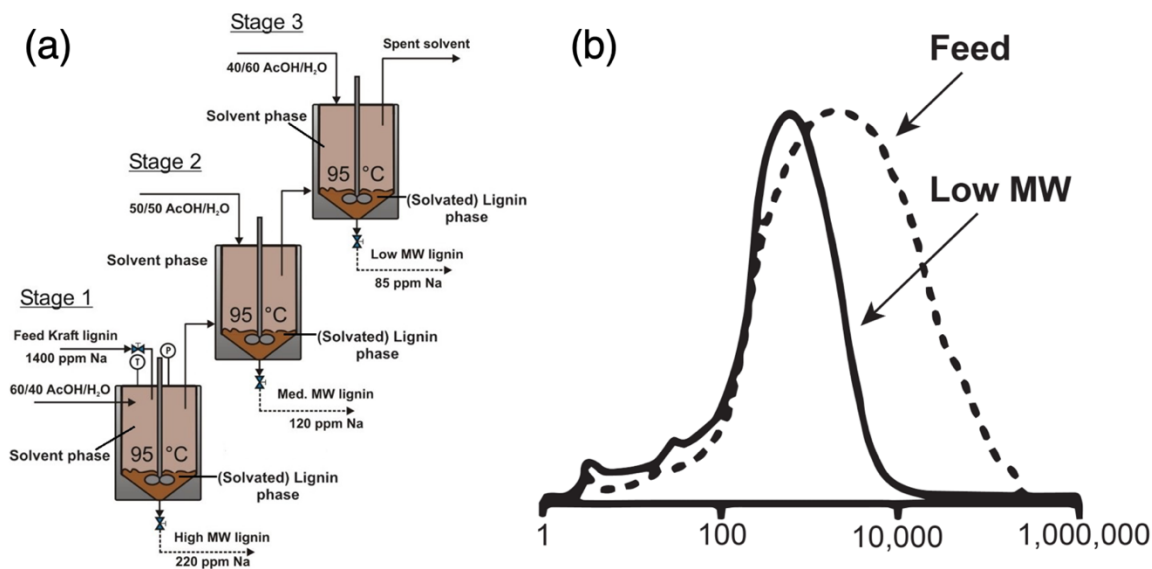 (a)
Stage 3
40/60 AcOH/H₂O
Spent solvent
Solvent phase
95 °C
(Solvated) Lignin
phase
Low MW lignin
85 ppm Na
Stage 2
50/50 AcOH/H₂O
Solvent phase
95 °C
(Solvated) Lignin
phase
Med. MW lignin
120 ppm Na
Stage 1
Feed Kraft lignin
1400 ppm Na
T
P
60/40 AcOH/H₂O
Solvent phase
95 °C
(Solvated) Lignin
phase
High MW lignin
220 ppm Na
(b)
Feed
Low MW
1
100
10,000
1,000,000